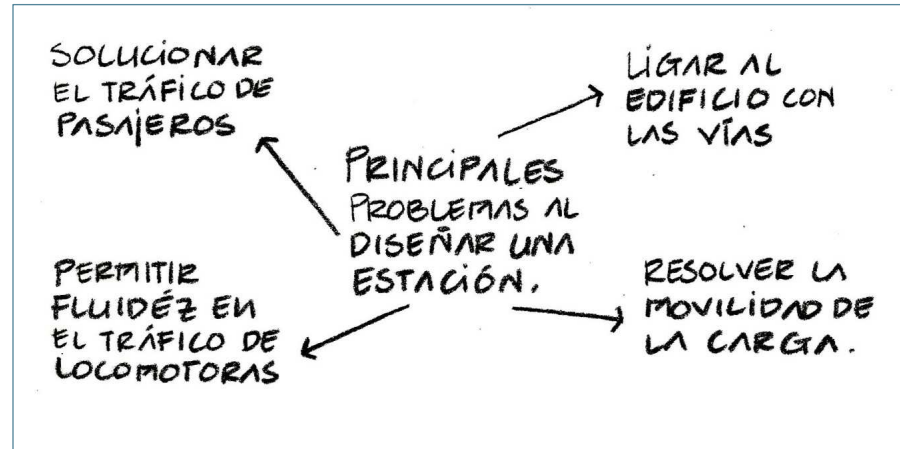 SOLUCIONAR
EL TRÁFICO DE
PASAJEROS
LIGAR AL
EDIFICIO CON
LAS VÍAS
PRINCIPALES
PROBLEMAS AL
DISEÑAR UNA
ESTACIÓN.
PERMITIR
FLUIDÉZ EN
EL TRÁFICO DE
LOCOMOTORAS
RESOLVER LA
MOVILIDAD DE
LA CARGA.